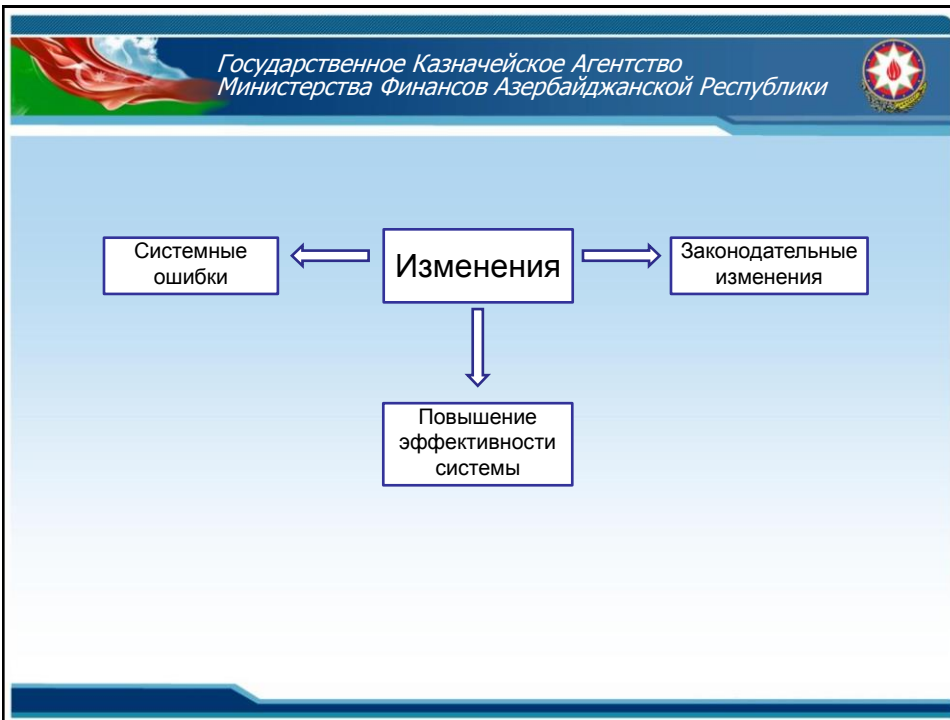 Государственное Казначейское Агентство
Министерства Финансов Азербайджанской Республики
Системные
ошибки
Изменения
Законодательные
изменения
Повышение
эффективности
системы